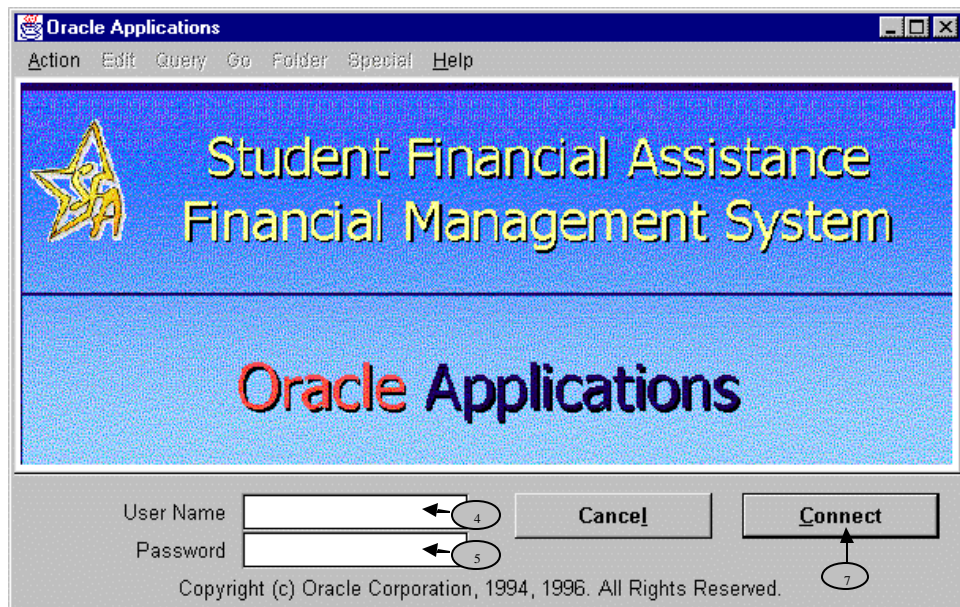 Oracle Applications
Action Edit Query Go Folder Special Help
SFA
Student Financial Assistance
Financial Management System
Oracle Applications
User Name 4 Cancel Connect
Password 5
7
Copyright (c) Oracle Corporation, 1994, 1996. All Rights Reserved.